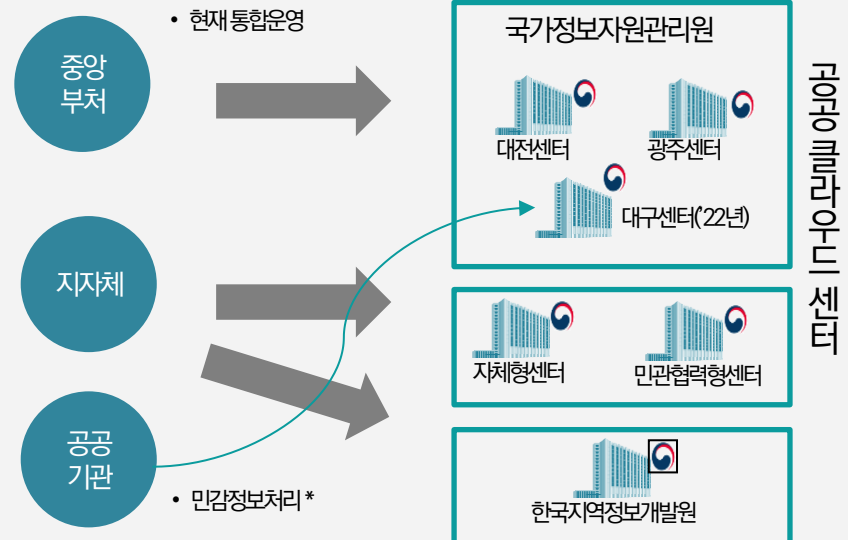 • 현재 통합운영
중앙
부처
국가정보자원관리원
대전센터
광주센터
대구센터('22년)
지자체
자체형센터
민관협력형센터
공공
기관
• 민감정보처리 *
한국지역정보개발원
공공 클라우드 센터